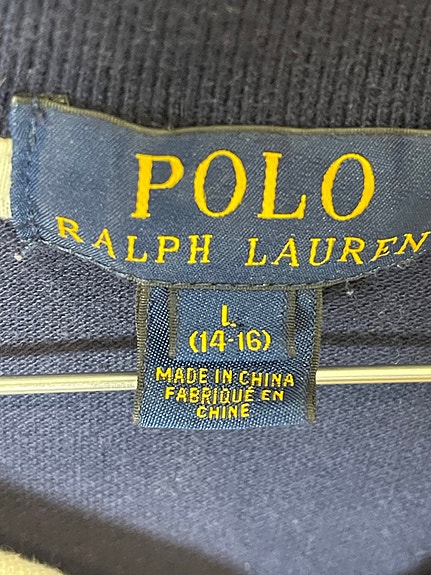 POLO
RALPH LAUREN
L
(14-16)
MADE IN CHINA
FABRIQUÉ EN
CHINE